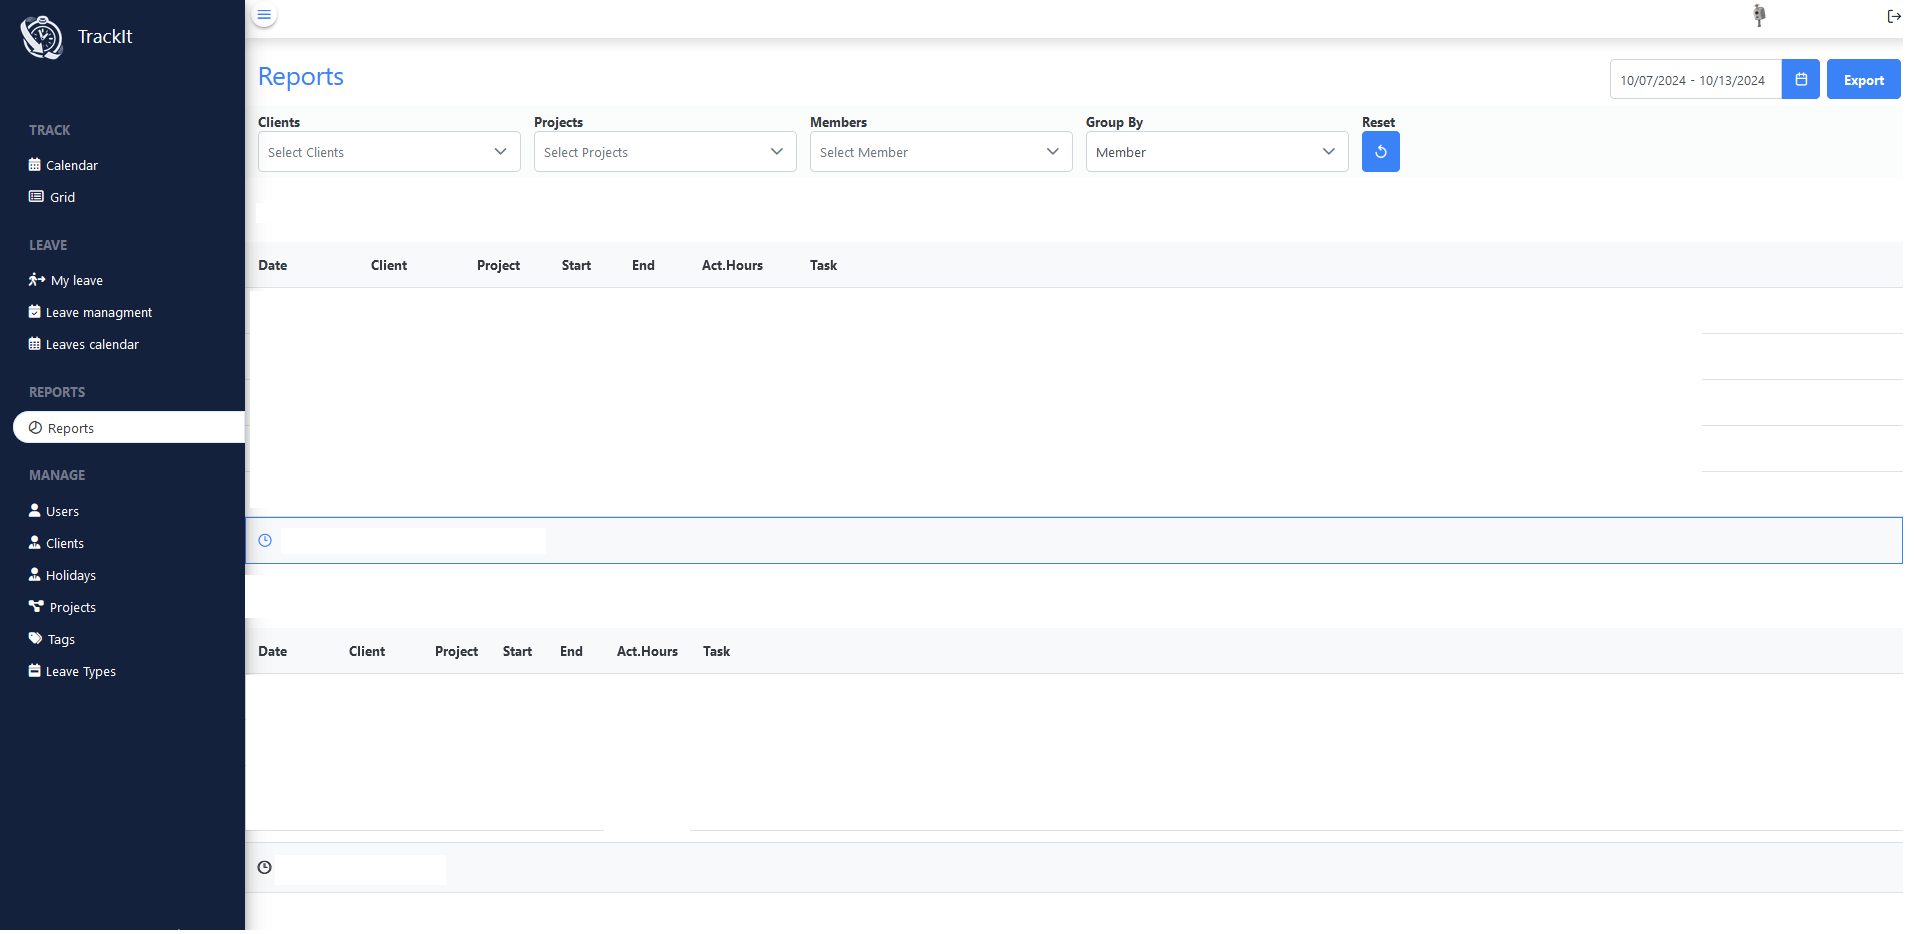 TrackIt
TRACK
Calendar
Grid
LEAVE
My leave
Leave managment
Leaves calendar
REPORTS
Reports
MANAGE
Users
Clients
Holidays
Projects
Tags
Leave Types
Reports
10/07/2024 - 10/13/2024
Export
Clients
Projects
Members
Group By
Reset
Select Clients
Select Projects
Select Member
Member
Date Client Project Start End Act.Hours Task
Date Client Project Start End Act.Hours Task